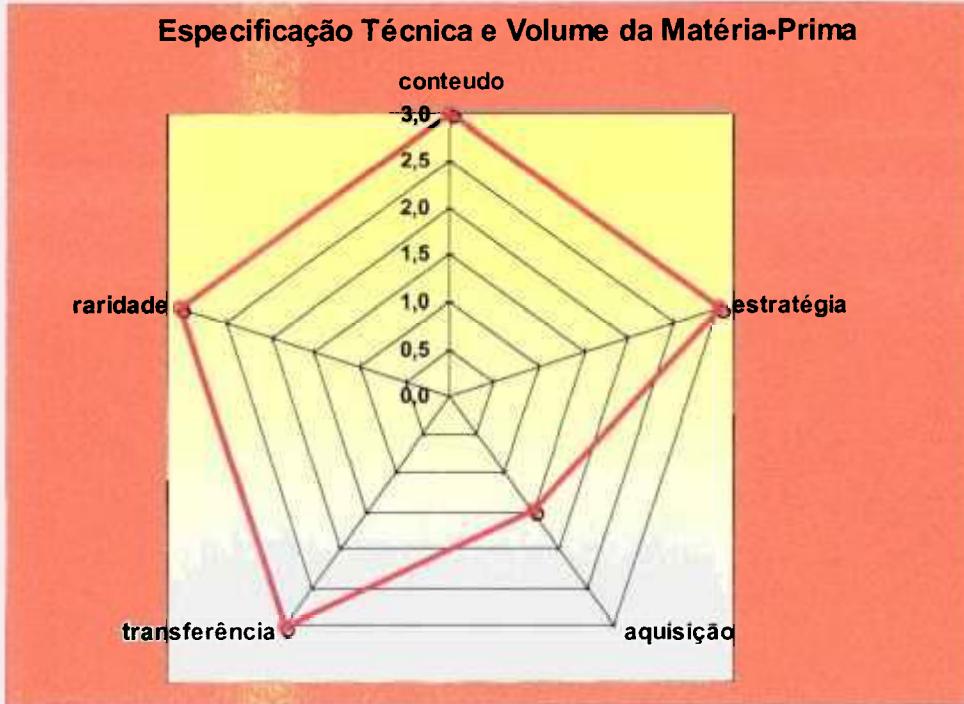 Especificação Técnica e Volume da Matéria-Prima
conteudo
3,0
2,5
2,0
1,5
1,0
0,5
0,0
raridade
estratégia
transferência
aquisição